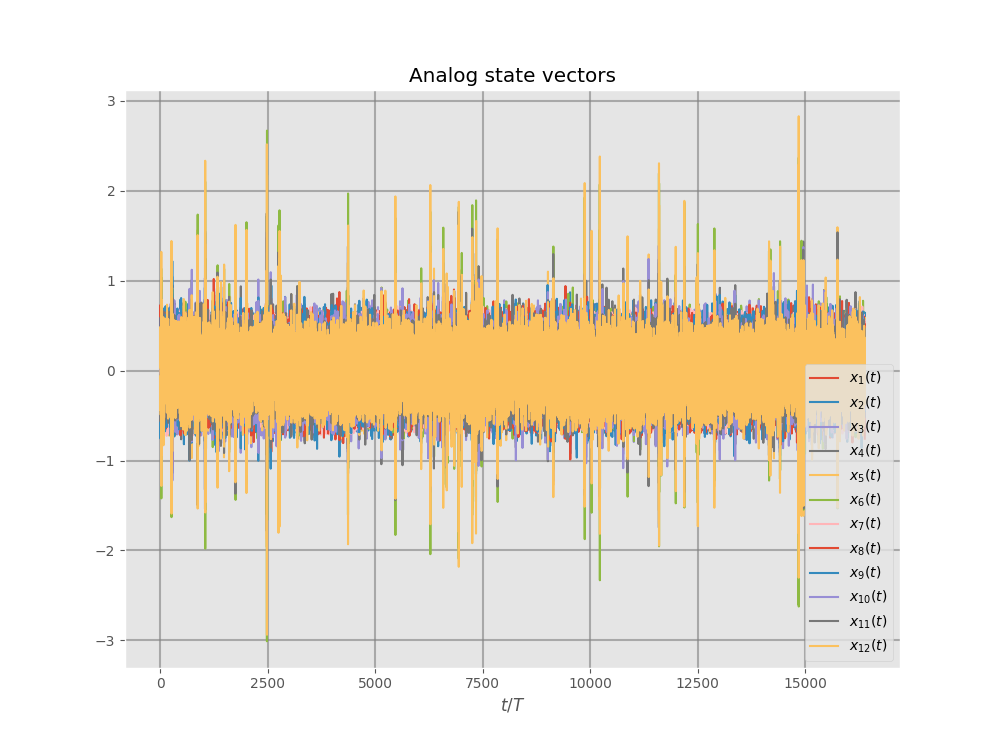 Analog state vectors
3
2
1
0
−1
−2
−3
0 2500 5000 7500 10000 12500 15000
t/T
x₁(t)
x₂(t)
x₃(t)
x₄(t)
x₅(t)
x₆(t)
x₇(t)
x₈(t)
x₉(t)
x₁₀(t)
x₁₁(t)
x₁₂(t)